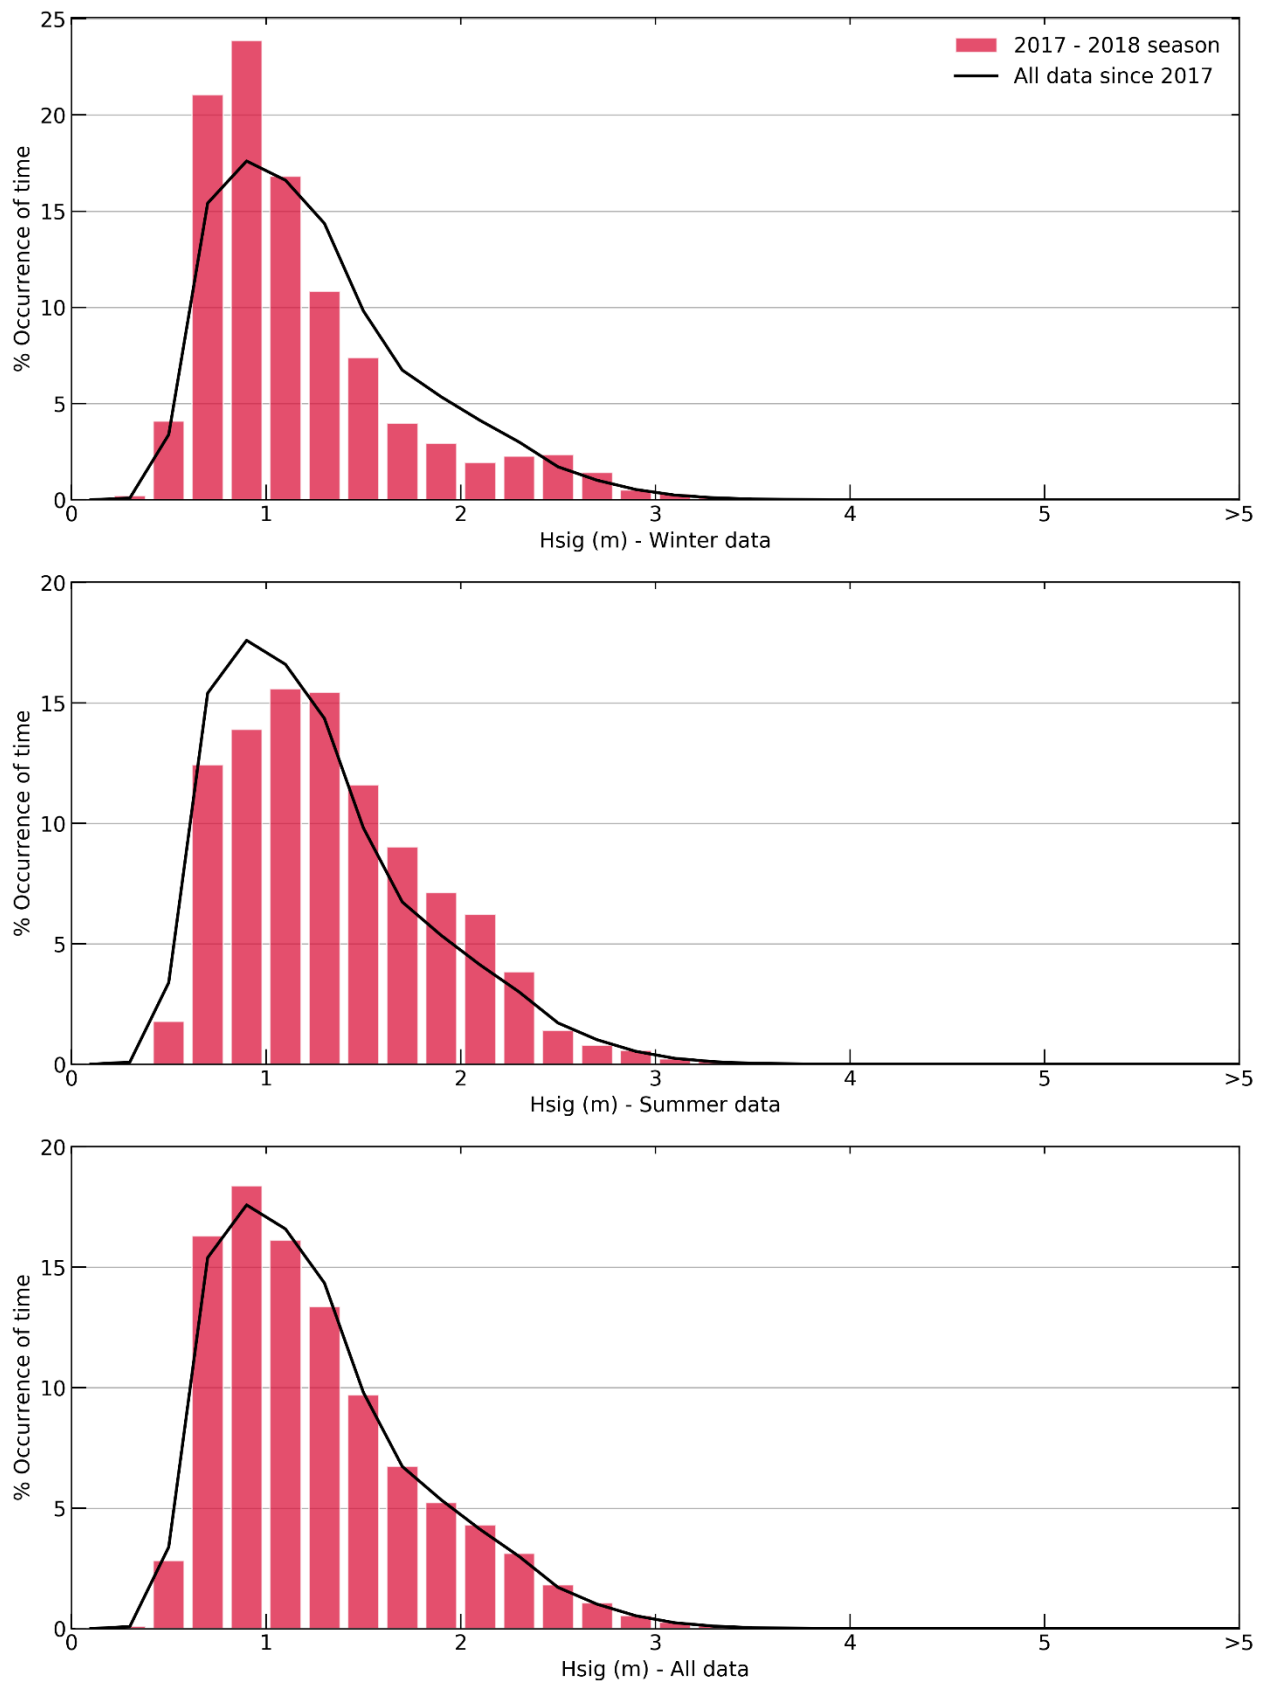 25
20
15
10
5
0
% Occurrence of time
2017 - 2018 season
All data since 2017
0 1 2 3 4 5 >5
Hsig (m) - Winter data
20
15
10
5
0
% Occurrence of time
0 1 2 3 4 5 >5
Hsig (m) - Summer data
20
15
10
5
0
% Occurrence of time
0 1 2 3 4 5 >5
Hsig (m) - All data